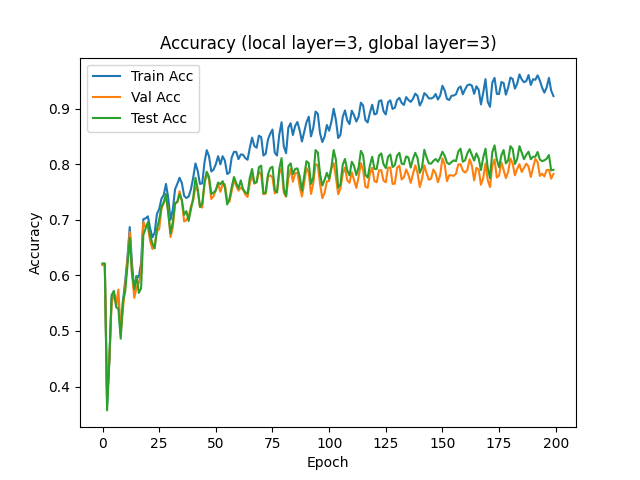 Accuracy (local layer=3, global layer=3)
Train Acc
Val Acc
Test Acc
Accuracy
0.9
0.8
0.7
0.6
0.5
0.4
0 25 50 75 100 125 150 175 200
Epoch